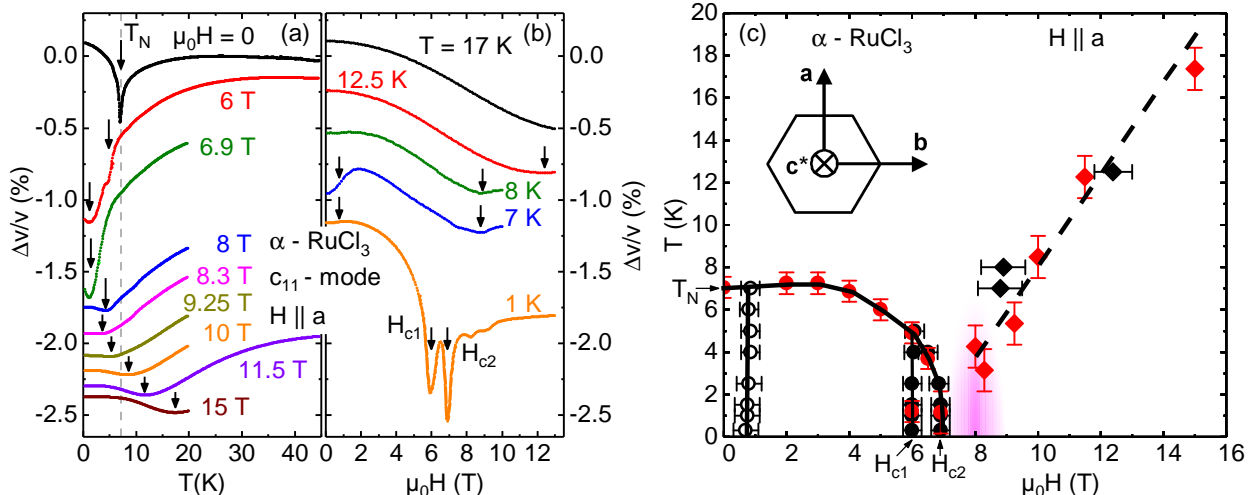 T_N μ₀H = 0 (a)
6 T
6.9 T
8 T
8.3 T
9.25 T
10 T
11.5 T
15 T
α - RuCl₃
c₁₁ - mode
H || a
0.0
-0.5
-1.0
-1.5
-2.0
-2.5
Δv/v (%)
0 10 20 30 40
T(K)
(b)
T = 17 K
12.5 K
8 K
7 K
1 K
H_c1
H_c2
0.0
-0.5
-1.0
-1.5
-2.0
-2.5
Δv/v (%)
0 3 6 9 12
μ₀H (T)
(c) α - RuCl₃ H || a
a
b
c*
20
18
16
14
12
10
8
6
4
2
0
T (K)
T_N
0 2 4 6 8 10 12 14 16
H_c1 H_c2
μ₀H (T)